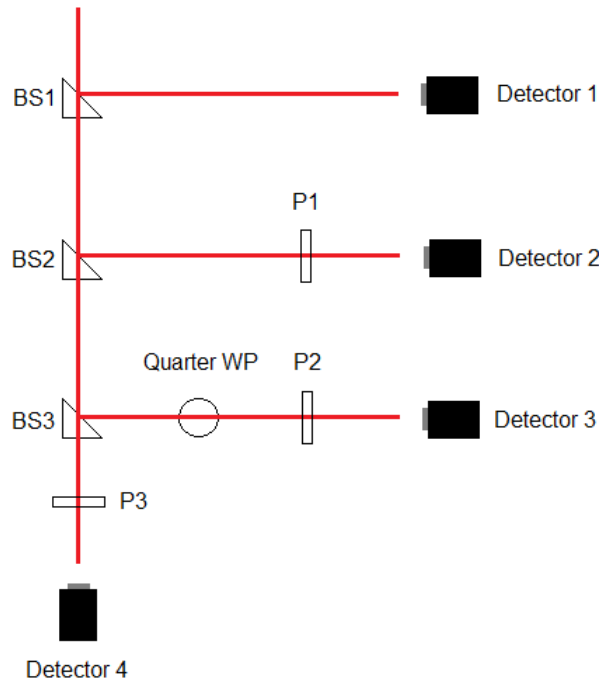 BS1
Detector 1
P1
BS2
Detector 2
Quarter WP
P2
BS3
Detector 3
P3
Detector 4